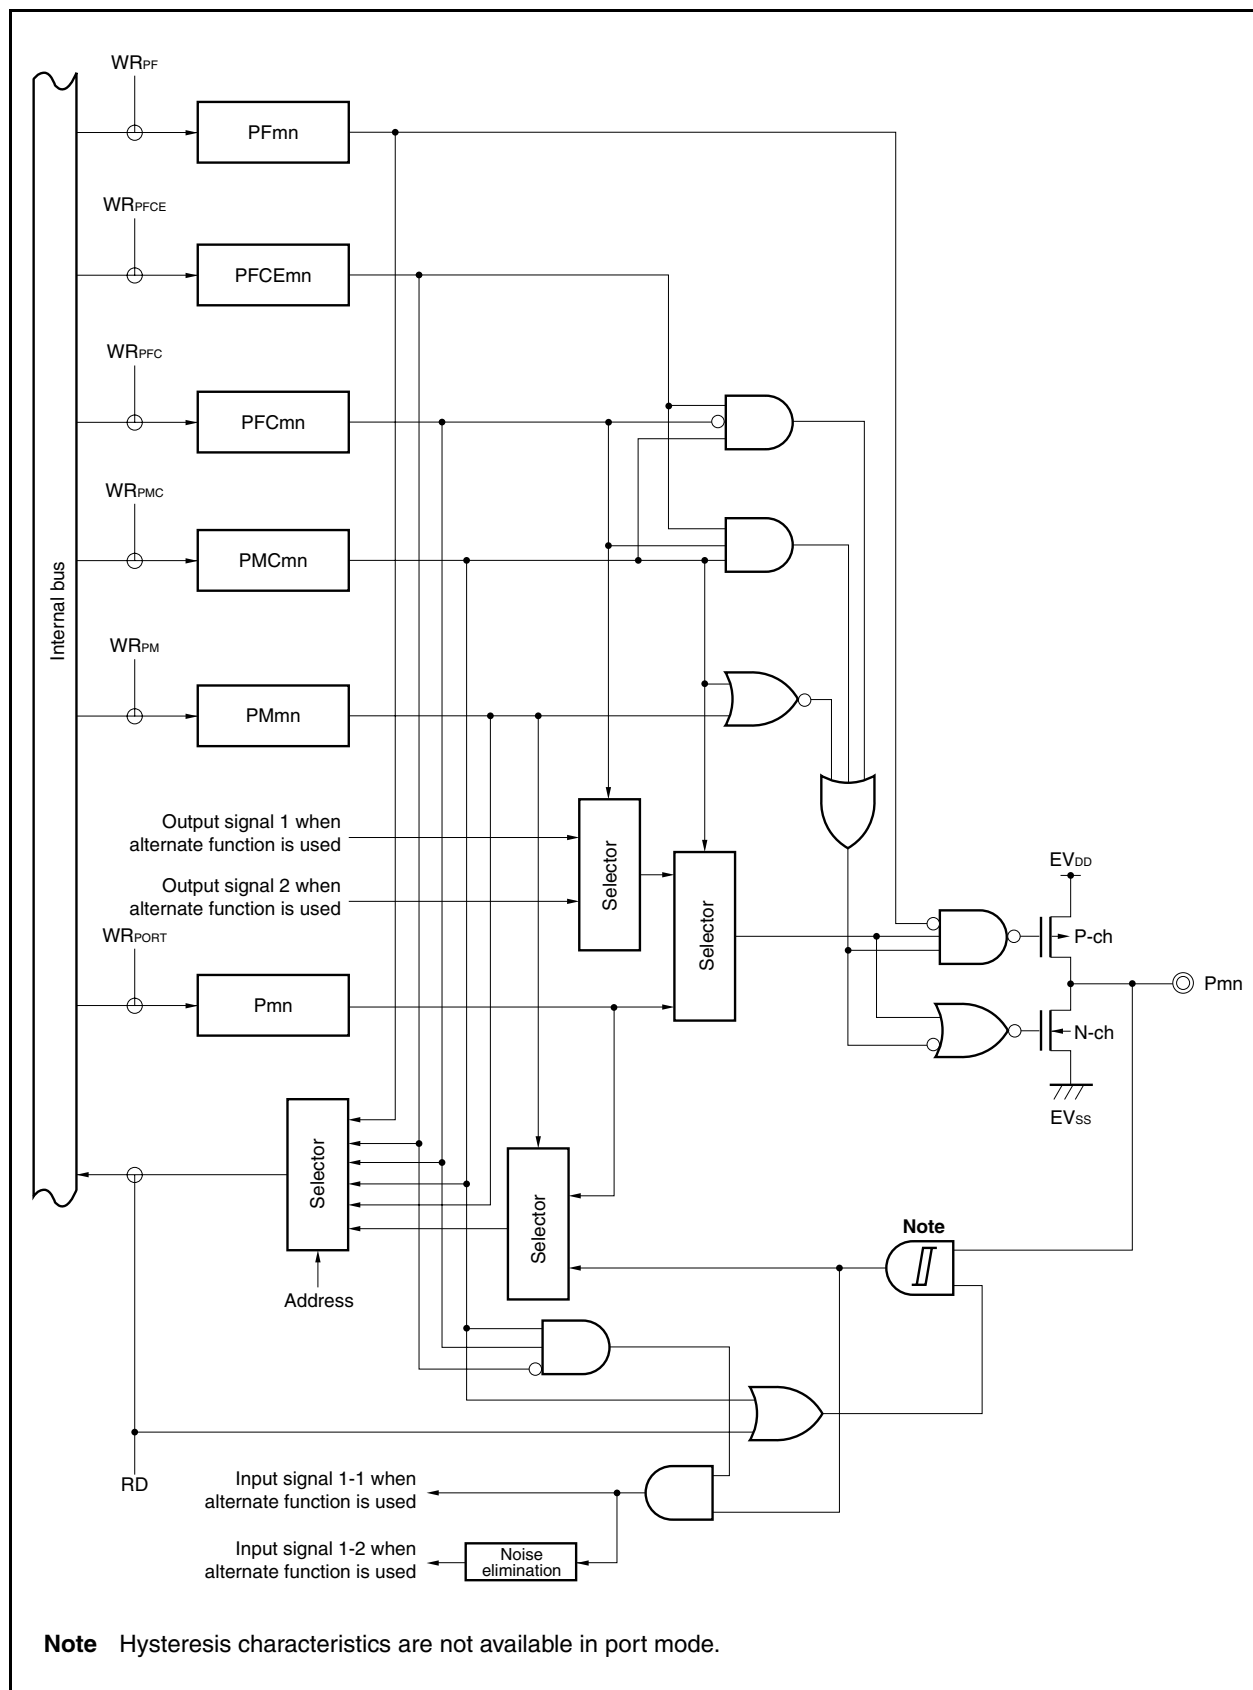 WRPF
PFmn
WRPFCE
PFCEmn
WRPFC
PFCmn
WRPMC
PMCmn
Internal bus
WRPM
PMmn
Output signal 1 when
alternate function is used
Output signal 2 when
alternate function is used
Selector
Selector
EVDD
P-ch
WRPORT
Pmn
Pmn
N-ch
EVSS
Selector
Selector
Note
Address
RD
Input signal 1-1 when
alternate function is used
Input signal 1-2 when
alternate function is used
Noise
elimination
Note Hysteresis characteristics are not available in port mode.